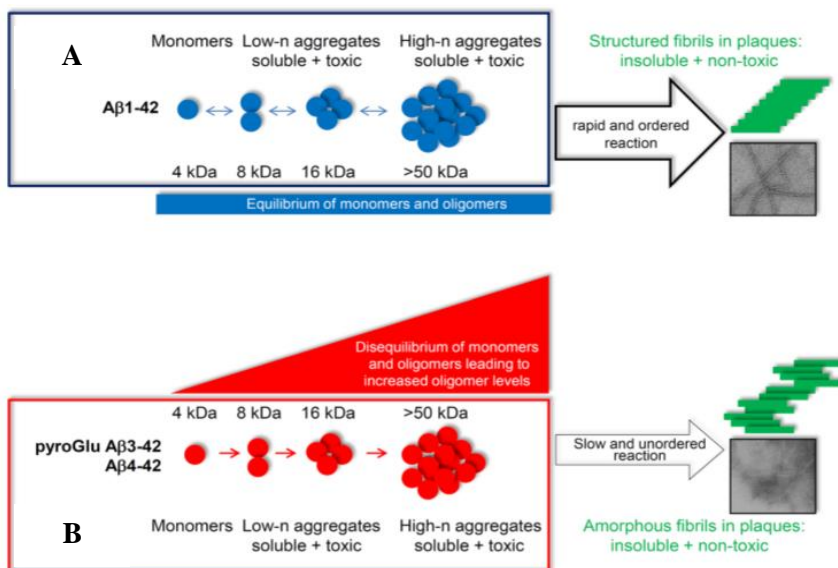 A
Monomers
Low-n aggregates
soluble + toxic
High-n aggregates
soluble + toxic
Aβ1-42
4 kDa
8 kDa
16 kDa
>50 kDa
Equilibrium of monomers and oligomers
rapid and ordered
reaction
Structured fibrils in plaques:
insoluble + non-toxic
Disequilibrium of monomers
and oligomers leading to
increased oligomer levels
4 kDa
8 kDa
16 kDa
>50 kDa
pyroGlu Aβ3-42
Aβ4-42
B
Monomers
Low-n aggregates
soluble + toxic
High-n aggregates
soluble + toxic
Slow and unordered
reaction
Amorphous fibrils in plaques:
insoluble + non-toxic